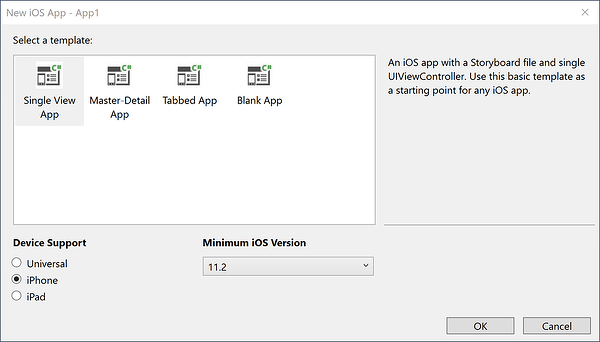 New iOS App - App1
Select a template:
C#
C#
C#
C#
Single View
App
Master-Detail
App
Tabbed App
Blank App
An iOS app with a Storyboard file and single
UIViewController. Use this basic template as
a starting point for any iOS app.
Device Support
Universal
iPhone
iPad
Minimum iOS Version
11.2
OK
Cancel